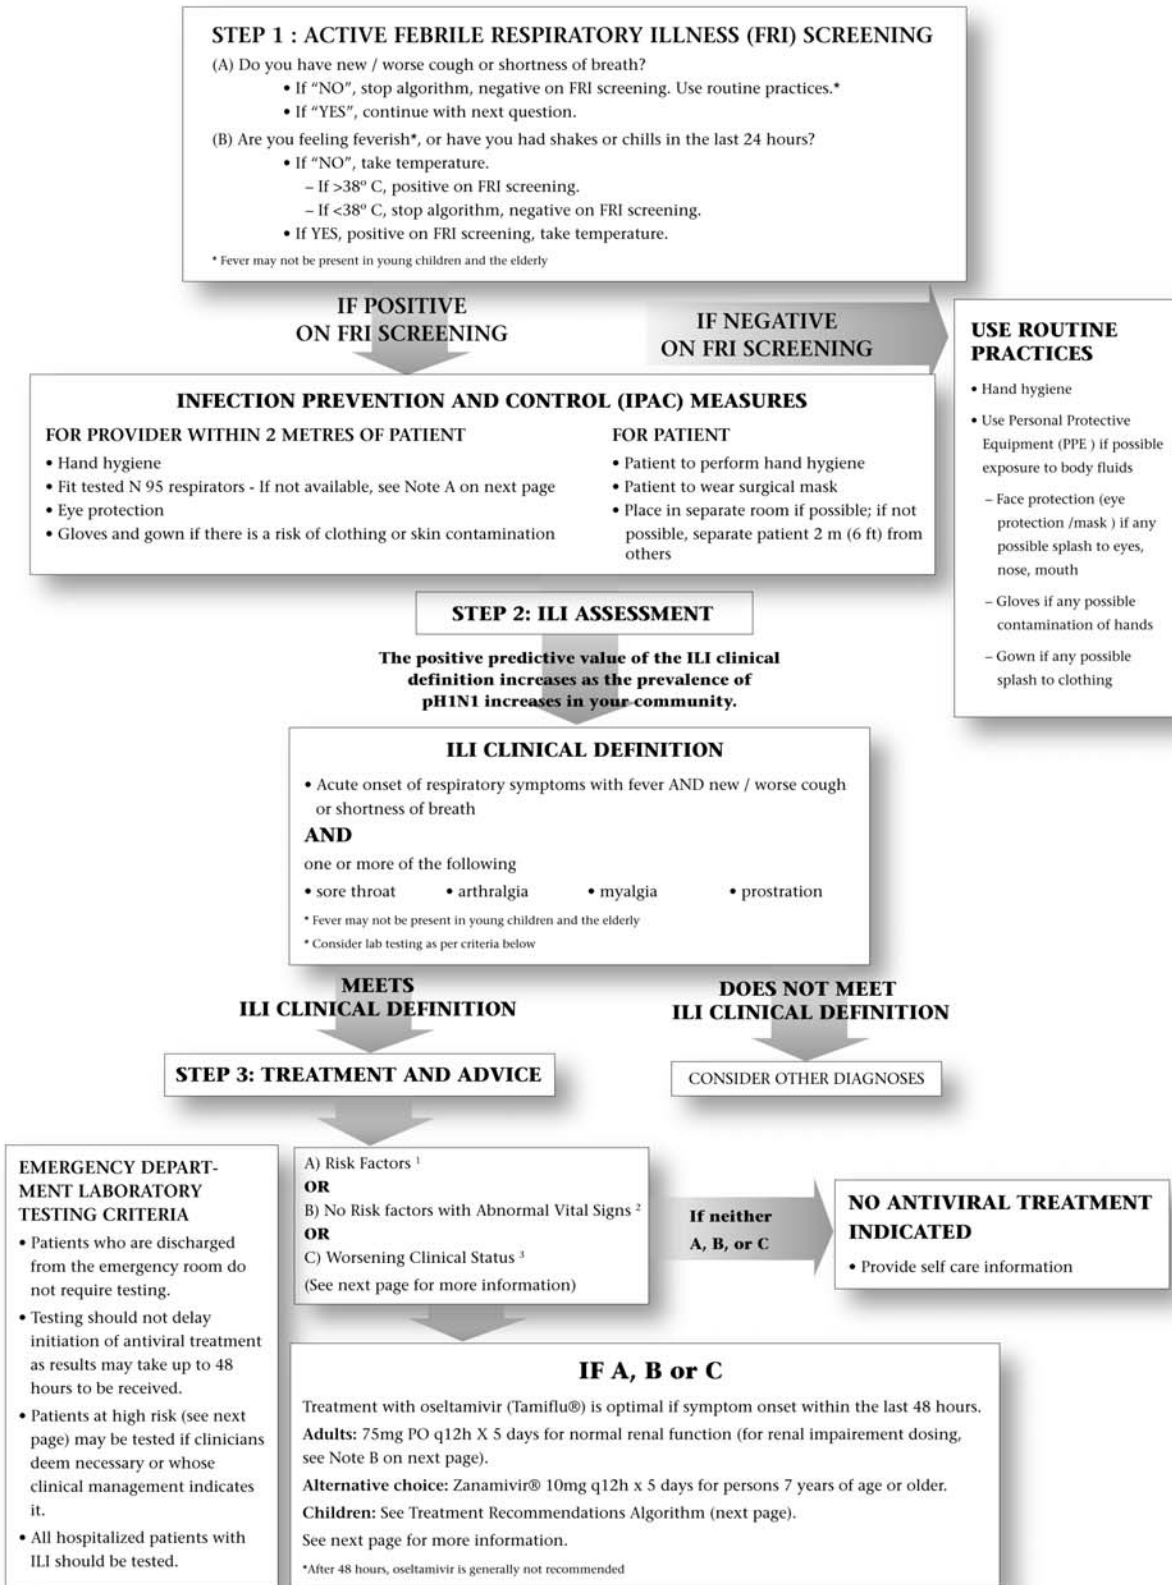 STEP 1 : ACTIVE FEBRILE RESPIRATORY ILLNESS (FRI) SCREENING
(A) Do you have new / worse cough or shortness of breath?
• If “NO”, stop algorithm, negative on FRI screening. Use routine practices.*
• If “YES”, continue with next question.
(B) Are you feeling feverish*, or have you had shakes or chills in the last 24 hours?
• If “NO”, take temperature.
– If >38º C, positive on FRI screening.
– If <38º C, stop algorithm, negative on FRI screening.
• If YES, positive on FRI screening, take temperature.
* Fever may not be present in young children and the elderly
IF POSITIVE
ON FRI SCREENING
IF NEGATIVE
ON FRI SCREENING
USE ROUTINE
PRACTICES
• Hand hygiene
• Use Personal Protective
Equipment (PPE ) if possible
exposure to body fluids
– Face protection (eye
protection /mask ) if any
possible splash to eyes,
nose, mouth
– Gloves if any possible
contamination of hands
– Gown if any possible
splash to clothing
INFECTION PREVENTION AND CONTROL (IPAC) MEASURES
FOR PROVIDER WITHIN 2 METRES OF PATIENT
• Hand hygiene
• Fit tested N 95 respirators - If not available, see Note A on next page
• Eye protection
• Gloves and gown if there is a risk of clothing or skin contamination
FOR PATIENT
• Patient to perform hand hygiene
• Patient to wear surgical mask
• Place in separate room if possible; if not
possible, separate patient 2 m (6 ft) from
others
STEP 2: ILI ASSESSMENT
The positive predictive value of the ILI clinical
definition increases as the prevalence of
pH1N1 increases in your community.
ILI CLINICAL DEFINITION
• Acute onset of respiratory symptoms with fever AND new / worse cough
or shortness of breath
AND
one or more of the following
• sore throat • arthralgia • myalgia • prostration
* Fever may not be present in young children and the elderly
* Consider lab testing as per criteria below
MEETS
ILI CLINICAL DEFINITION
DOES NOT MEET
ILI CLINICAL DEFINITION
STEP 3: TREATMENT AND ADVICE
CONSIDER OTHER DIAGNOSES
EMERGENCY DEPART-
MENT LABORATORY
TESTING CRITERIA
• Patients who are discharged
from the emergency room do
not require testing.
• Testing should not delay
initiation of antiviral treatment
as results may take up to 48
hours to be received.
• Patients at high risk (see next
page) may be tested if clinicians
deem necessary or whose
clinical management indicates
it.
• All hospitalized patients with
ILI should be tested.
A) Risk Factors 1
OR
B) No Risk factors with Abnormal Vital Signs 2
OR
C) Worsening Clinical Status 3
(See next page for more information)
If neither
A, B, or C
NO ANTIVIRAL TREATMENT
INDICATED
• Provide self care information
IF A, B or C
Treatment with oseltamivir (Tamiflu®) is optimal if symptom onset within the last 48 hours.
Adults: 75mg PO q12h X 5 days for normal renal function (for renal impairment dosing,
see Note B on next page).
Alternative choice: Zanamivir® 10mg q12h x 5 days for persons 7 years of age or older.
Children: See Treatment Recommendations Algorithm (next page).
See next page for more information.
*After 48 hours, oseltamivir is generally not recommended